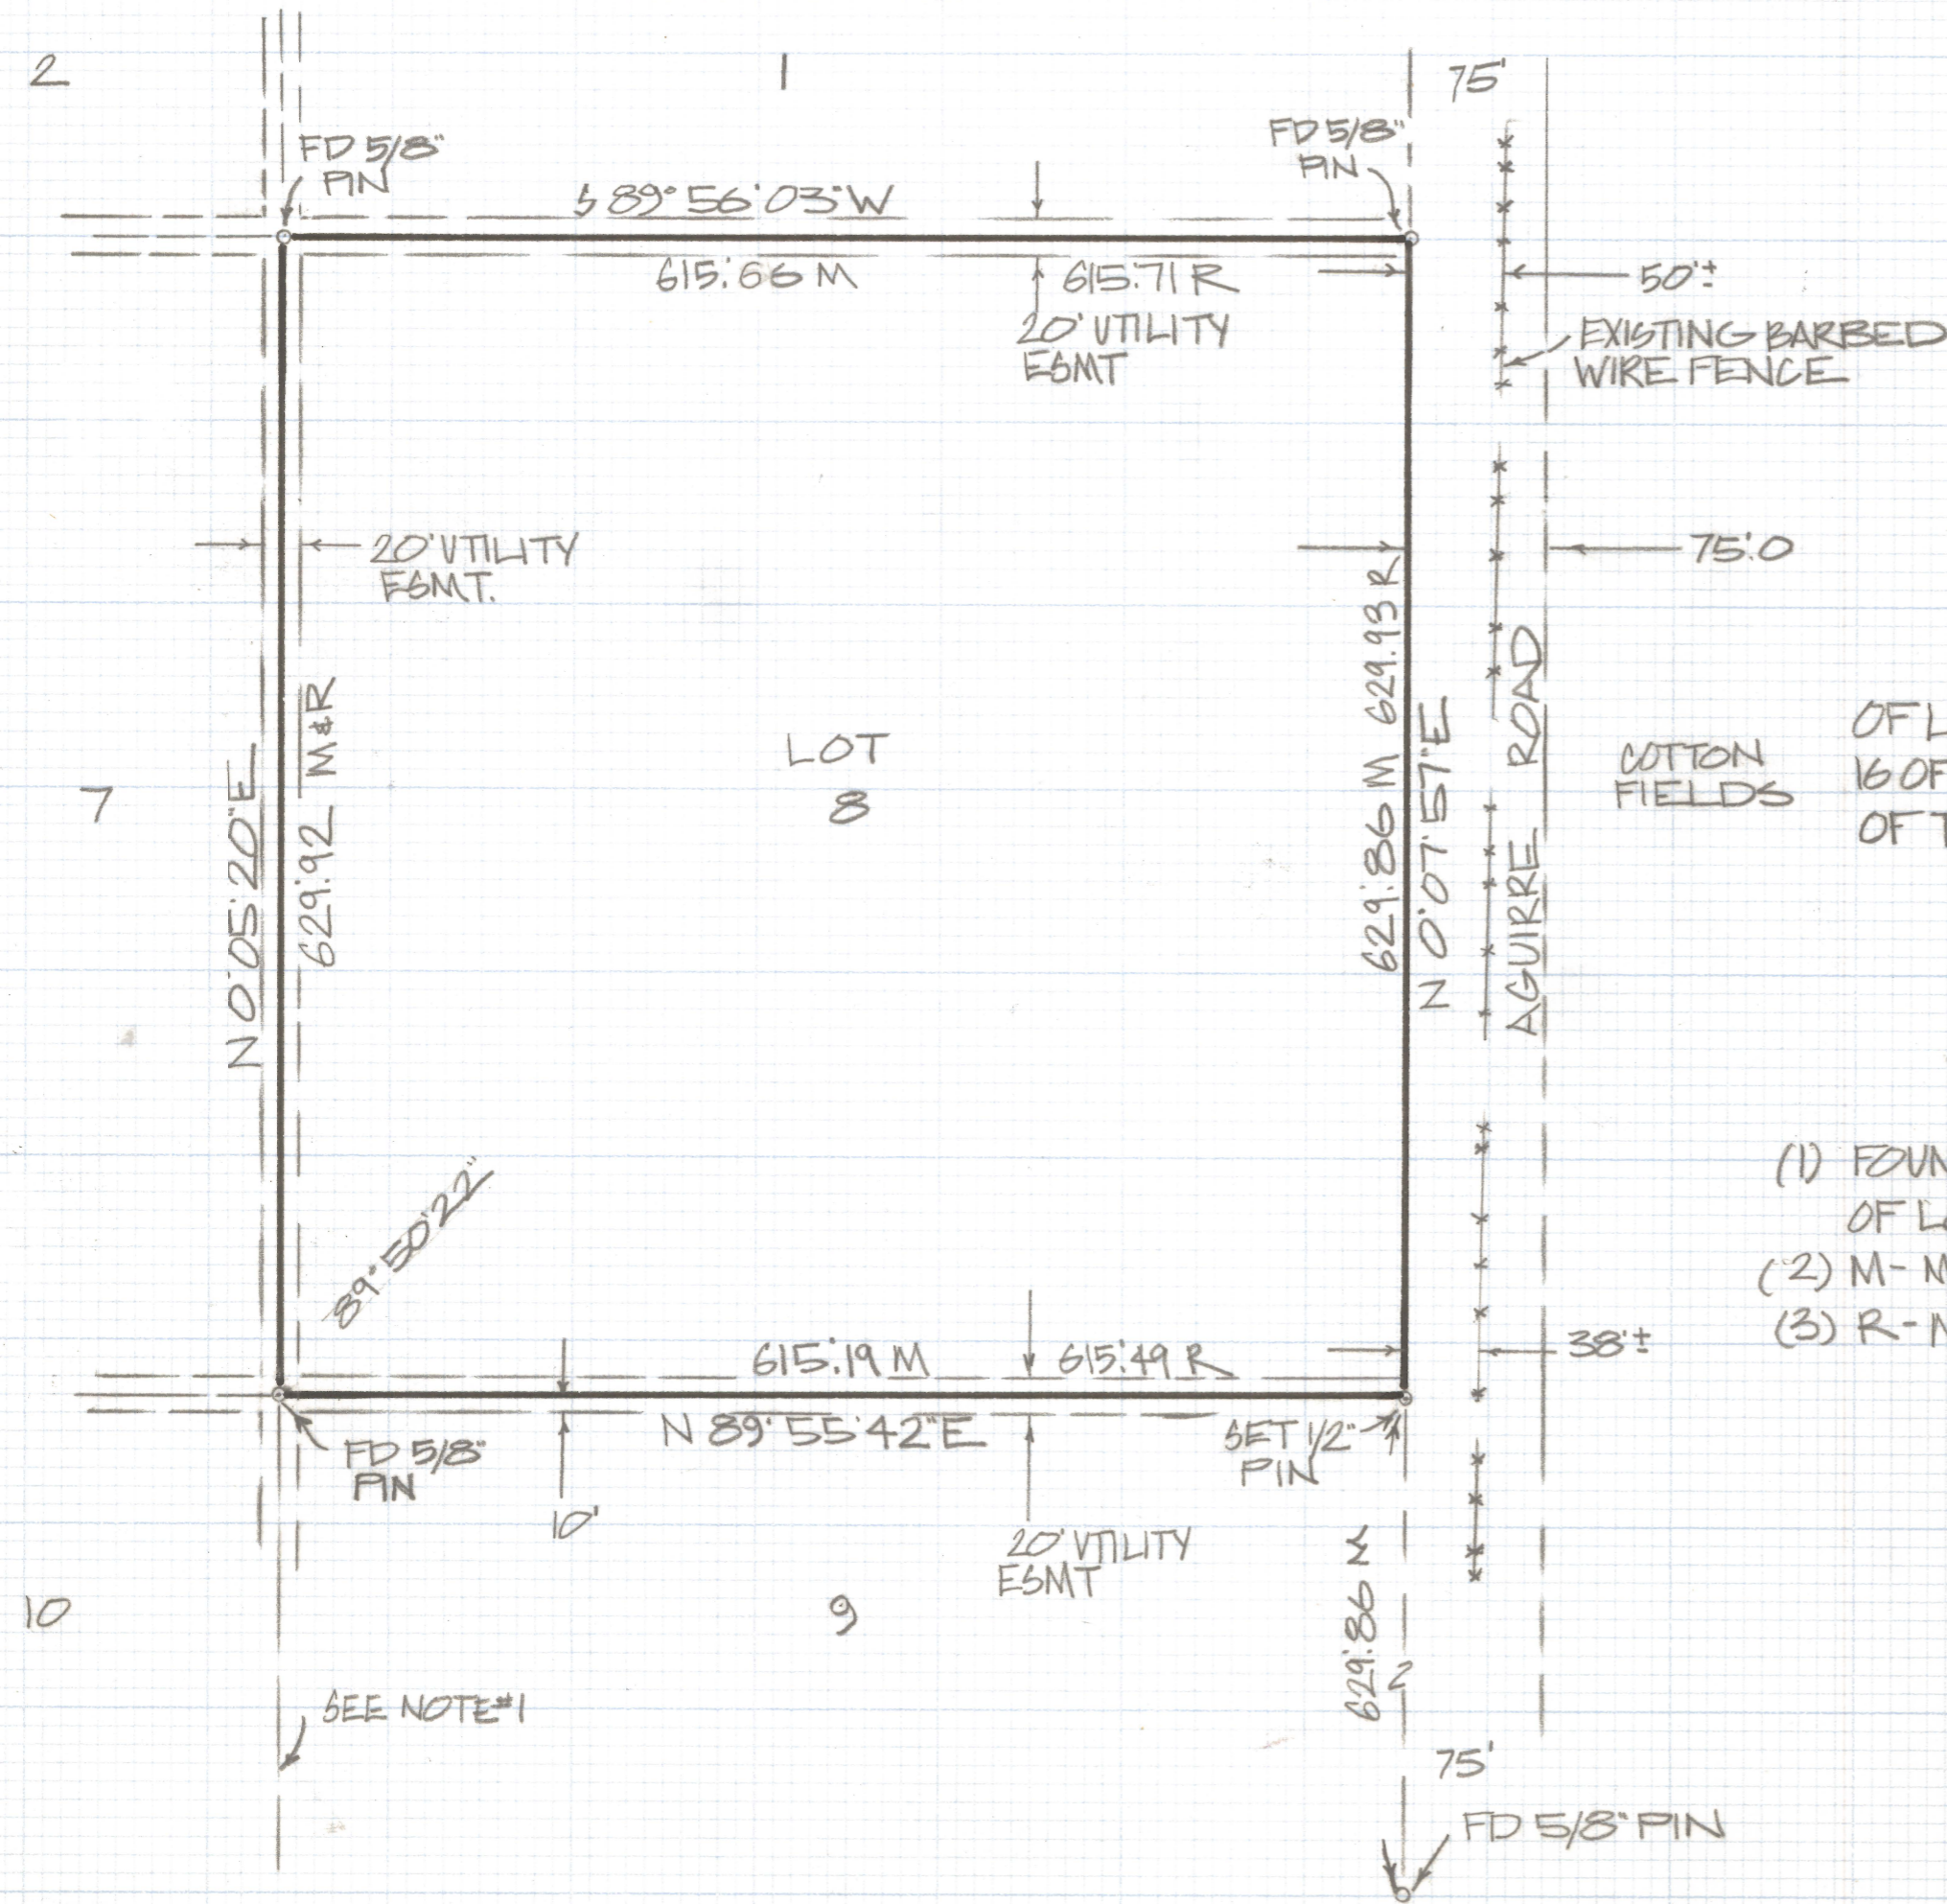 2
1
75'
FD 5/8"
PIN
FD 5/8"
PIN
S 89° 56' 03" W
615.66 M
615.71 R
20' UTILITY
ESMT
50'±
EXISTING BARBED
WIRE FENCE
20' UTILITY
ESMT.
75.0
N 0° 05' 20" E
629.92 M&R
LOT
8
629.86 M 629.93 R
N 0° 07' 57" E
AGUIRRE ROAD
COTTON
FIELDS
OF L
16 OF
OF T
7
89° 50' 22"
(1) FOUN
OF L
(2) M-
(3) R-
615.19 M
615.49 R
38'±
N 89° 55' 42" E
FD 5/8"
PIN
SET 1/2"
PIN
10'
20' UTILITY
ESMT
10
9
629.86 M
2
SEE NOTE #1
75'
FD 5/8" PIN